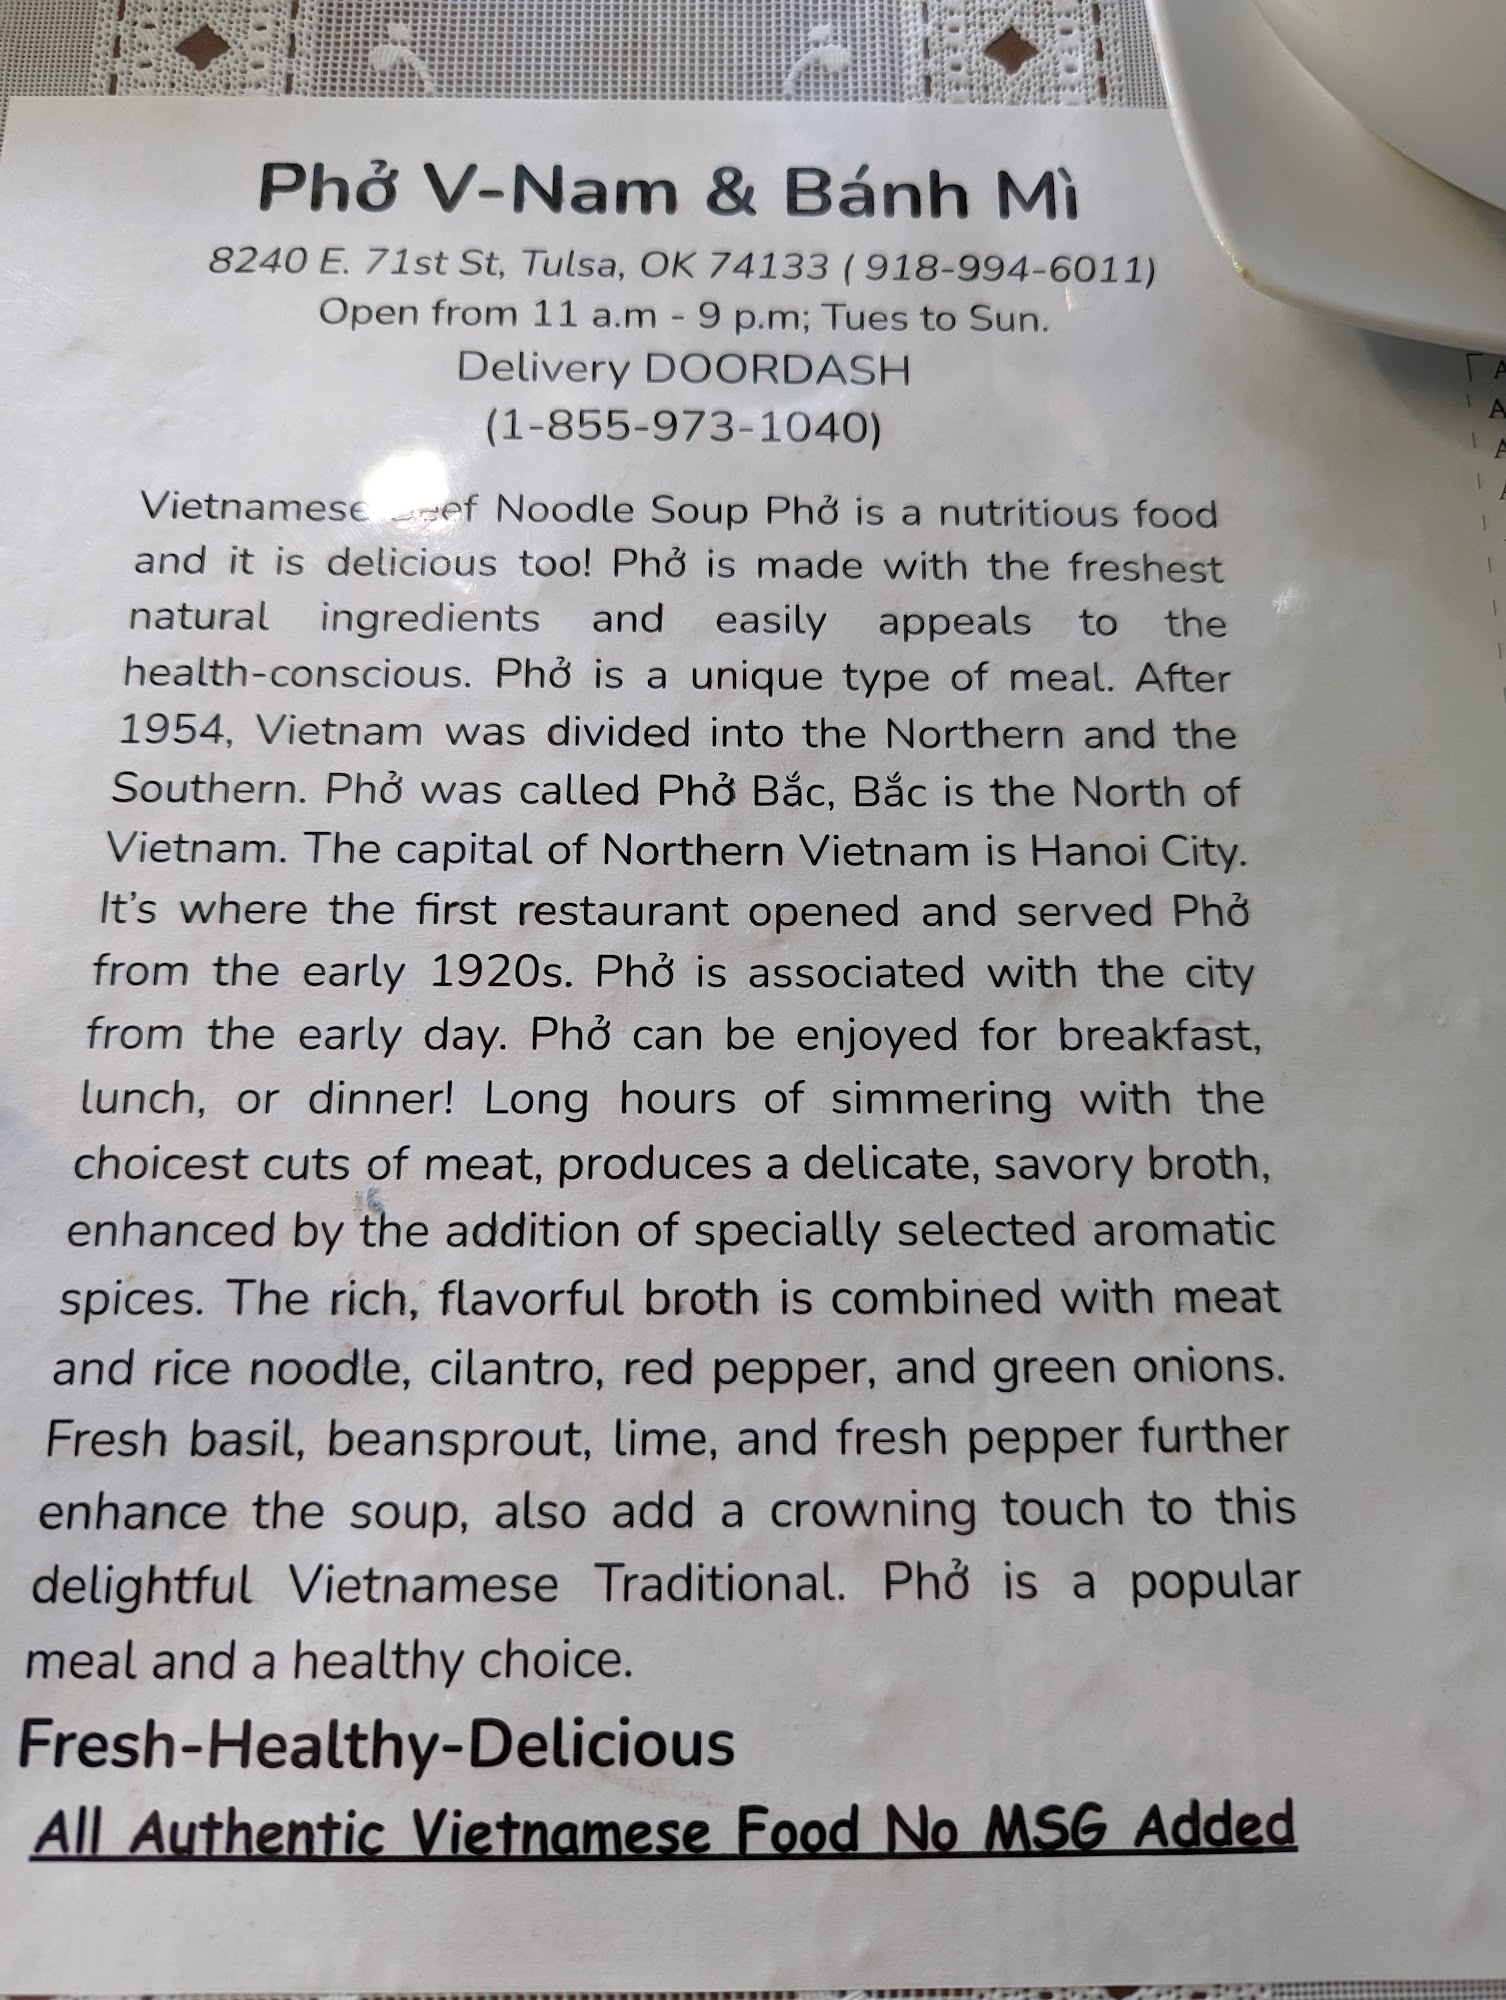 Phở V-Nam & Bánh Mì
8240 E. 71st St, Tulsa, OK 74133 ( 918-994-6011)
Open from 11 a.m - 9 p.m; Tues to Sun.
Delivery DOORDASH
(1-855-973-1040)
Vietnamese Beef Noodle Soup Phở is a nutritious food
and it is delicious too! Phở is made with the freshest
natural ingredients and easily appeals to the
health-conscious. Phở is a unique type of meal. After
1954, Vietnam was divided into the Northern and the
Southern. Phở was called Phở Bắc, Bắc is the North of
Vietnam. The capital of Northern Vietnam is Hanoi City.
It’s where the first restaurant opened and served Phở
from the early 1920s. Phở is associated with the city
from the early day. Phở can be enjoyed for breakfast,
lunch, or dinner! Long hours of simmering with the
choicest cuts of meat, produces a delicate, savory broth,
enhanced by the addition of specially selected aromatic
spices. The rich, flavorful broth is combined with meat
and rice noodle, cilantro, red pepper, and green onions.
Fresh basil, beansprout, lime, and fresh pepper further
enhance the soup, also add a crowning touch to this
delightful Vietnamese Traditional. Phở is a popular
meal and a healthy choice.
Fresh-Healthy-Delicious
All Authentic Vietnamese Food No MSG Added